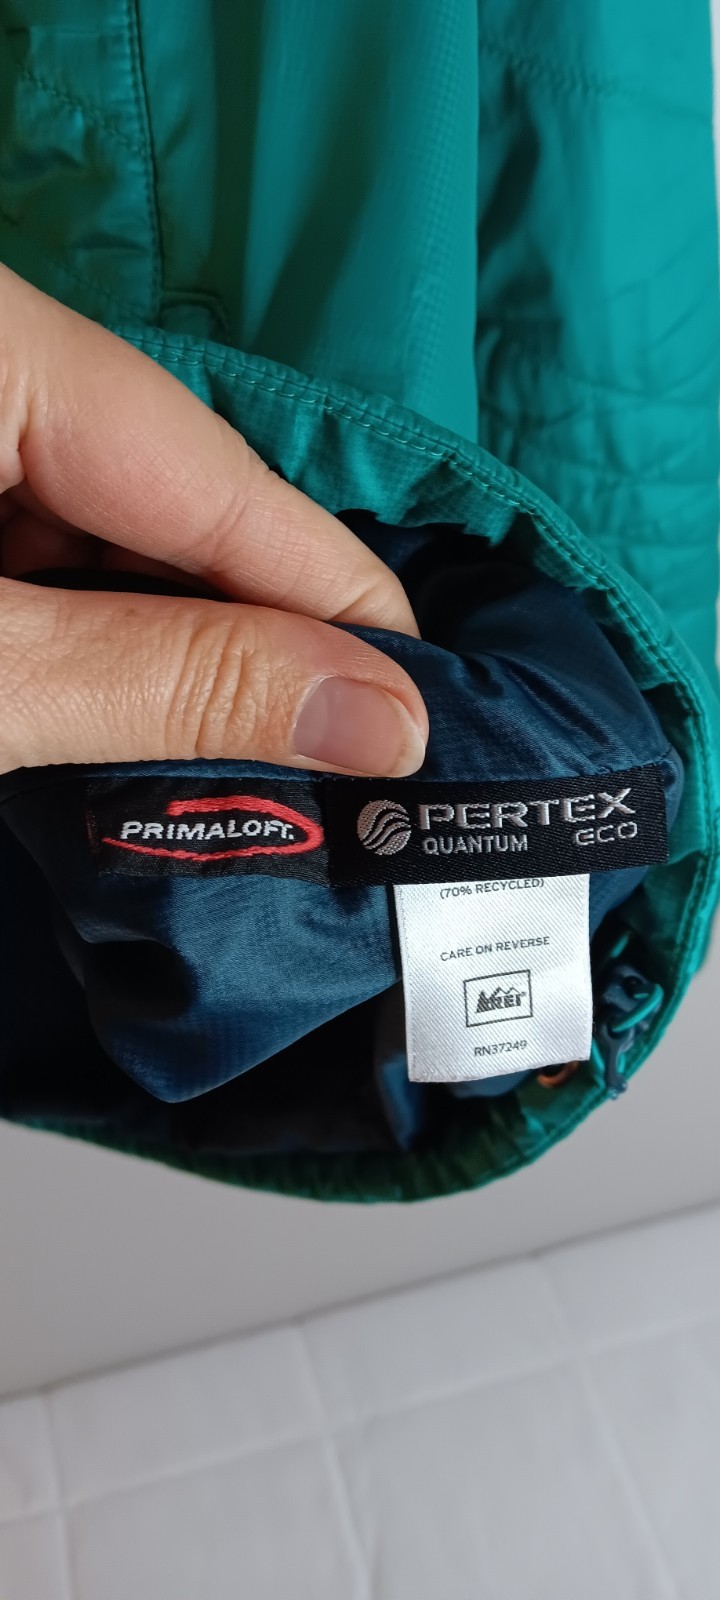 PRIMALOFT.
PERTEX
QUANTUM ECO
(70% RECYCLED)
CARE ON REVERSE
REI
RN37249